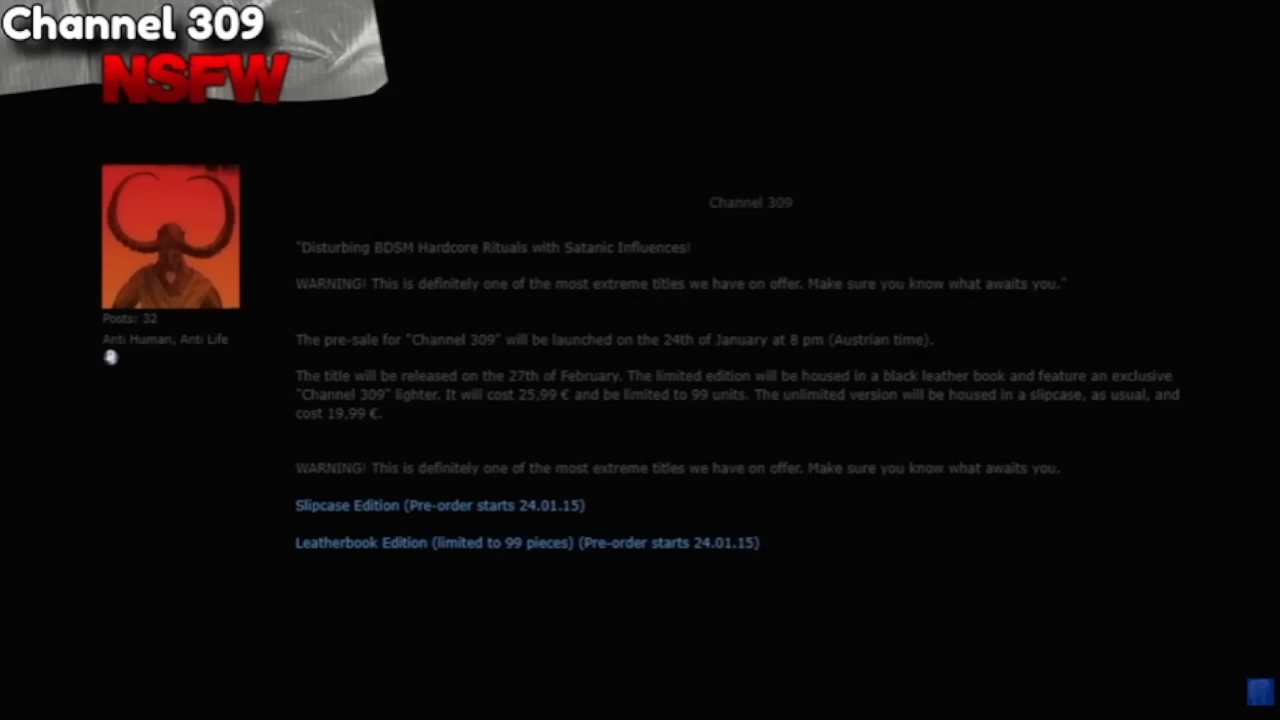 Channel 309
NSFW
Channel 309
"Disturbing BDSM Hardcore Rituals with Satanic Influences!
WARNING! This is definitely one of the most extreme titles we have on offer. Make sure you know what awaits you."
Posts: 32
Anti Human, Anti Life
The pre-sale for "Channel 309" will be launched on the 24th of January at 8 pm (Austrian time).
The title will be released on the 27th of February. The limited edition will be housed in a black leather book and feature an exclusive
"Channel 309" lighter. It will cost 25,99 € and be limited to 99 units. The unlimited version will be housed in a slipcase, as usual, and
cost 19,99 €.
WARNING! This is definitely one of the most extreme titles we have on offer. Make sure you know what awaits you.
Slipcase Edition (Pre-order starts 24.01.15)
Leatherbook Edition (limited to 99 pieces) (Pre-order starts 24.01.15)